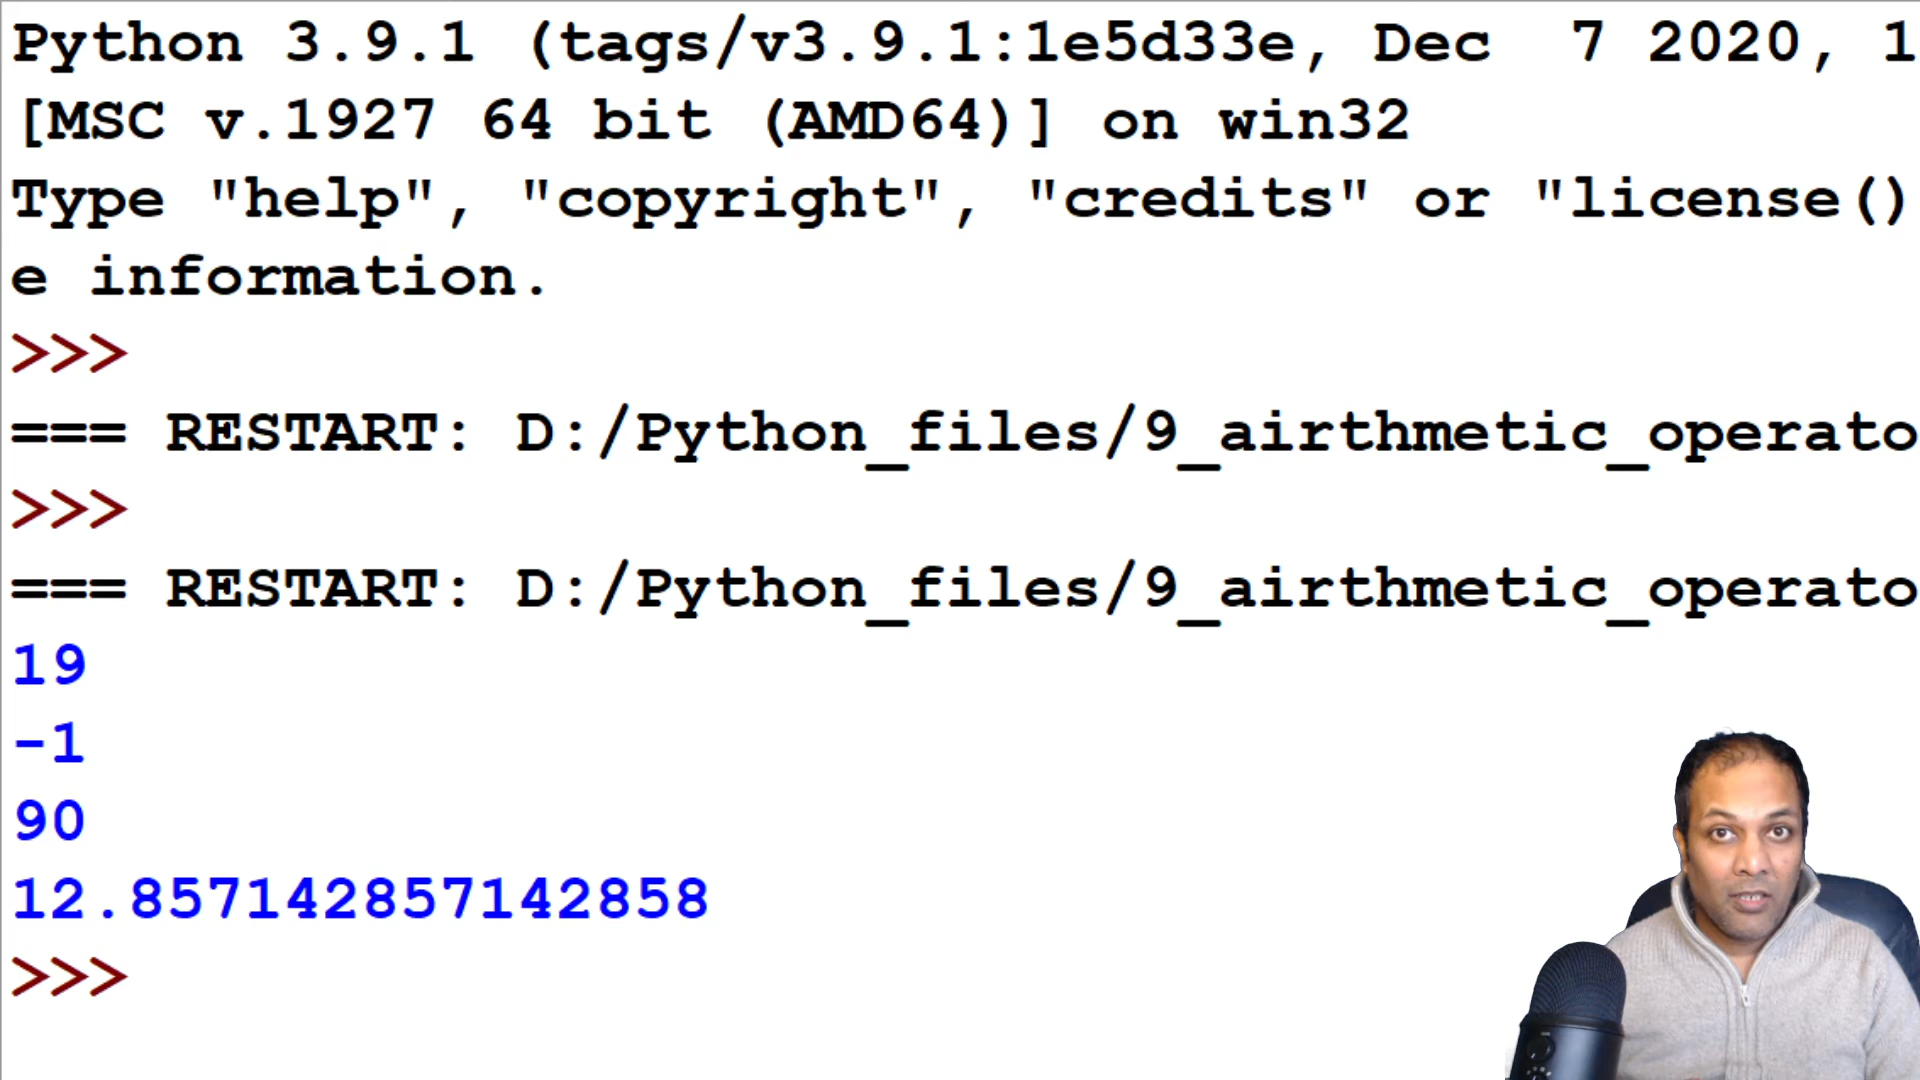 Python 3.9.1 (tags/v3.9.1:1e5d33e, Dec  7 2020, 1
[MSC v.1927 64 bit (AMD64)] on win32
Type "help", "copyright", "credits" or "license()
e information.
>>>
=== RESTART: D:/Python_files/9_airthmetic_operato
>>>
=== RESTART: D:/Python_files/9_airthmetic_operato
19
-1
90
12.857142857142858
>>>